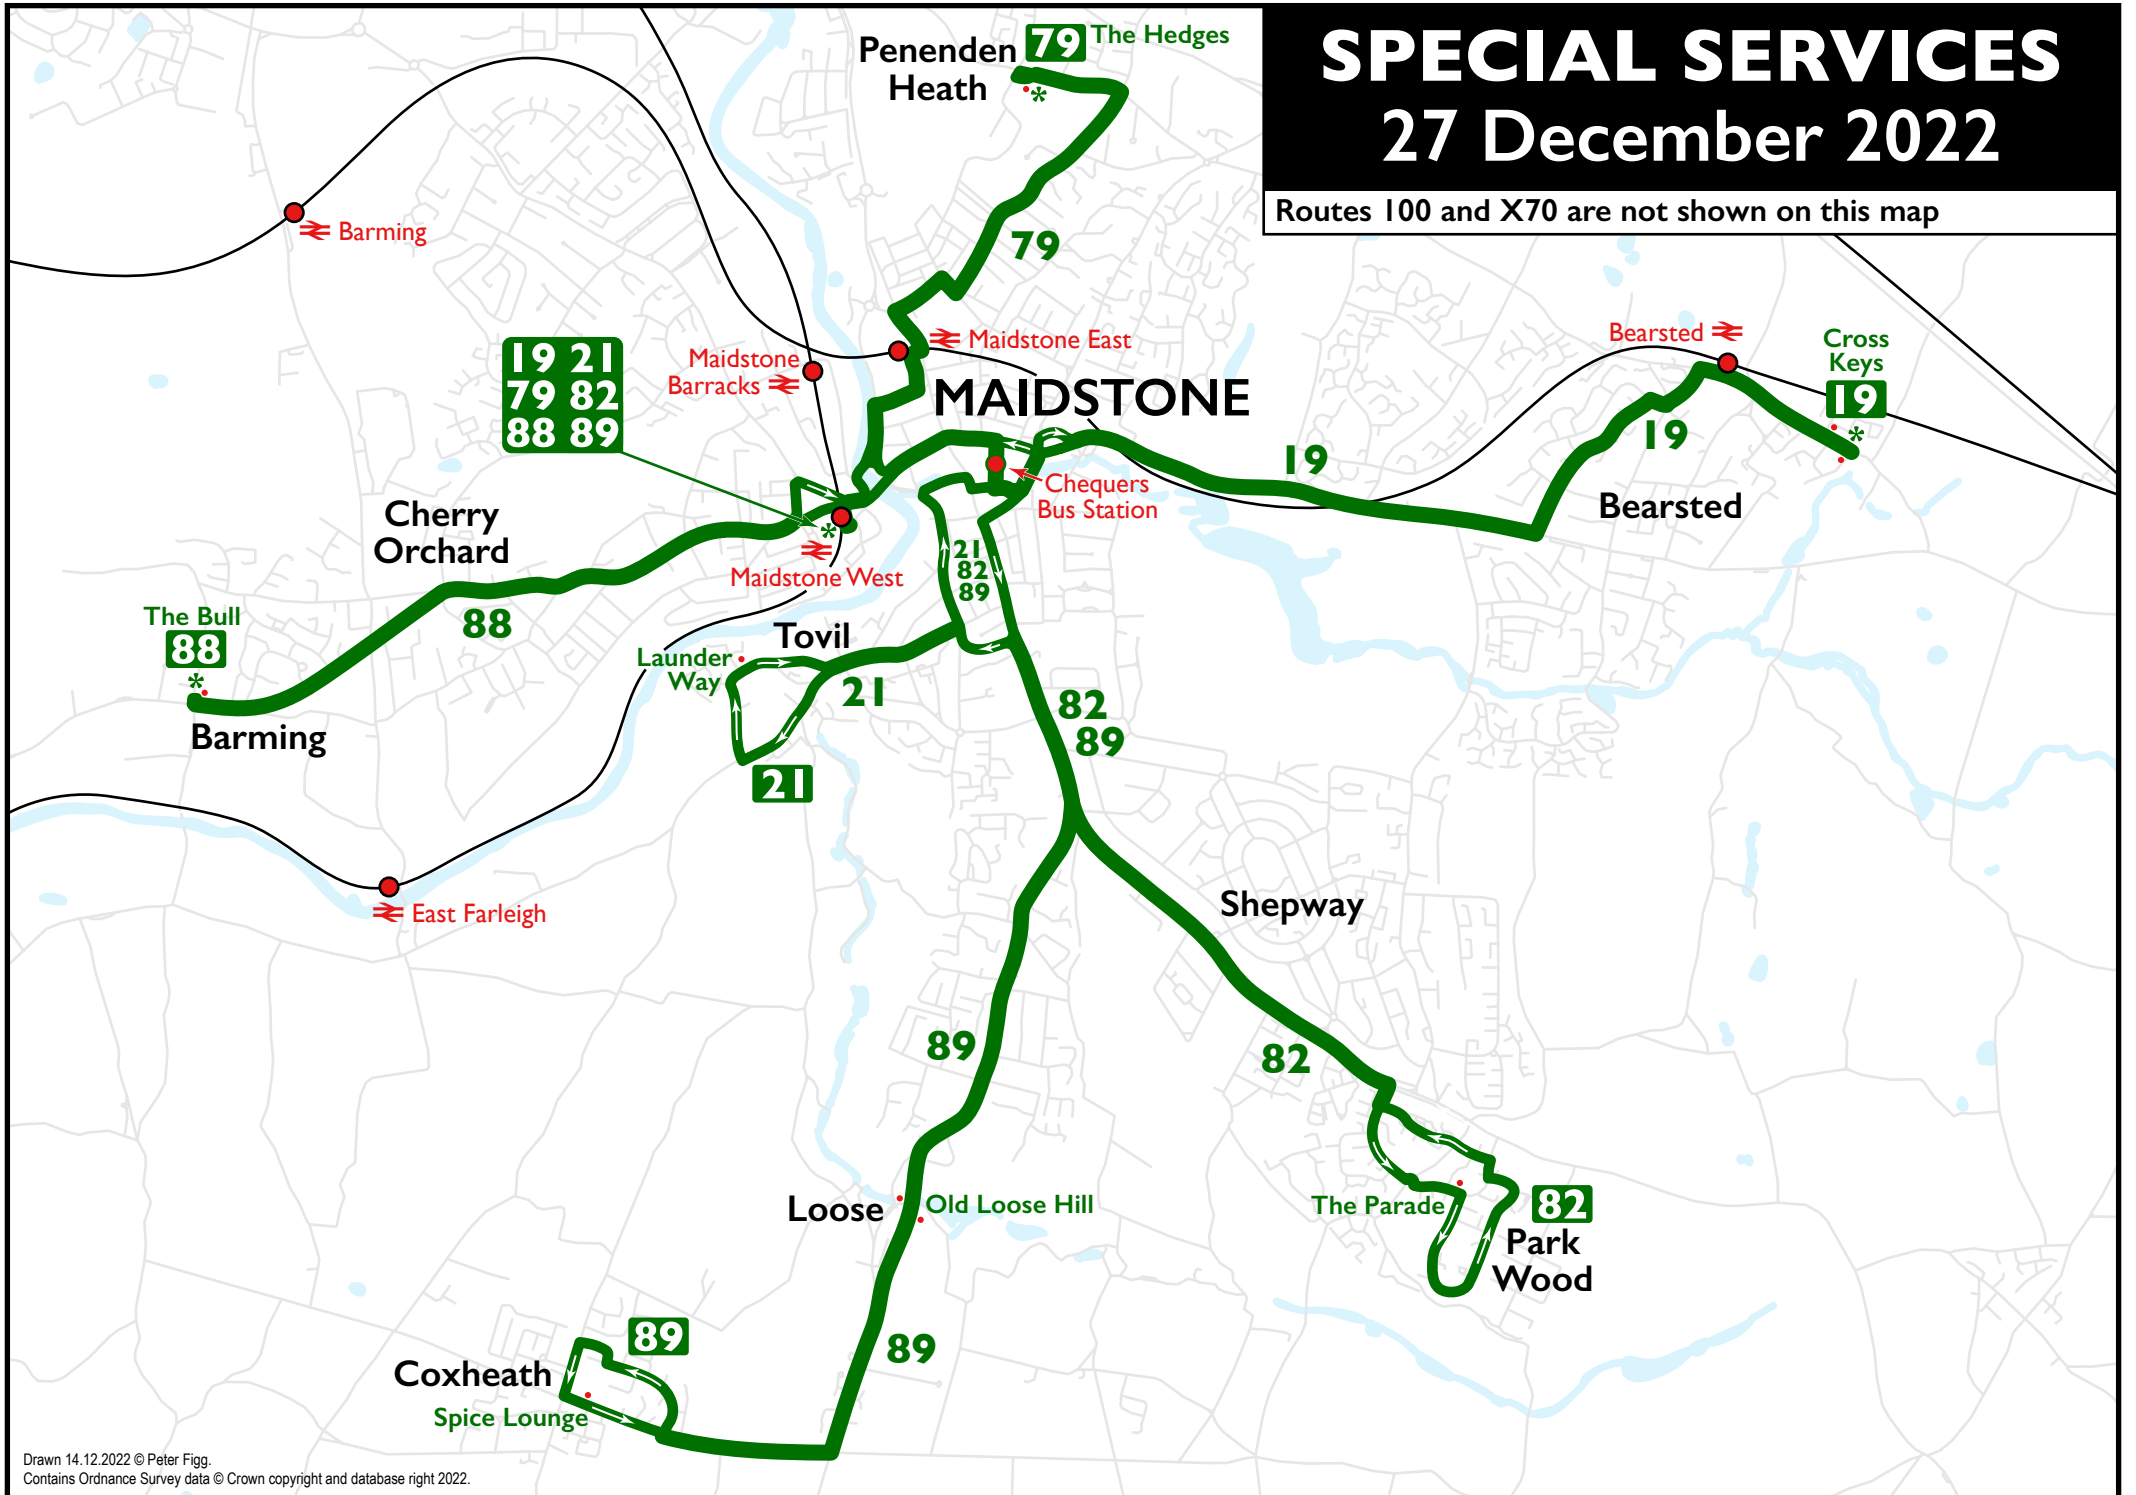 SPECIAL SERVICES
27 December 2022
Routes 100 and X70 are not shown on this map
Penenden
Heath
79
The Hedges
79
Barming
Maidstone East
Maidstone
Barracks
19 21
79 82
88 89
MAIDSTONE
Bearsted
Cross
Keys
19
19
19
Bearsted
Chequers
Bus Station
Cherry
Orchard
Maidstone West
21
82
89
The Bull
88
88
Barming
Tovil
Launder
Way
21
21
82
89
East Farleigh
Shepway
89
82
Loose
Old Loose Hill
The Parade
82
Park
Wood
89
89
Coxheath
Spice Lounge
Drawn 14.12.2022 © Peter Figg.
Contains Ordnance Survey data © Crown copyright and database right 2022.